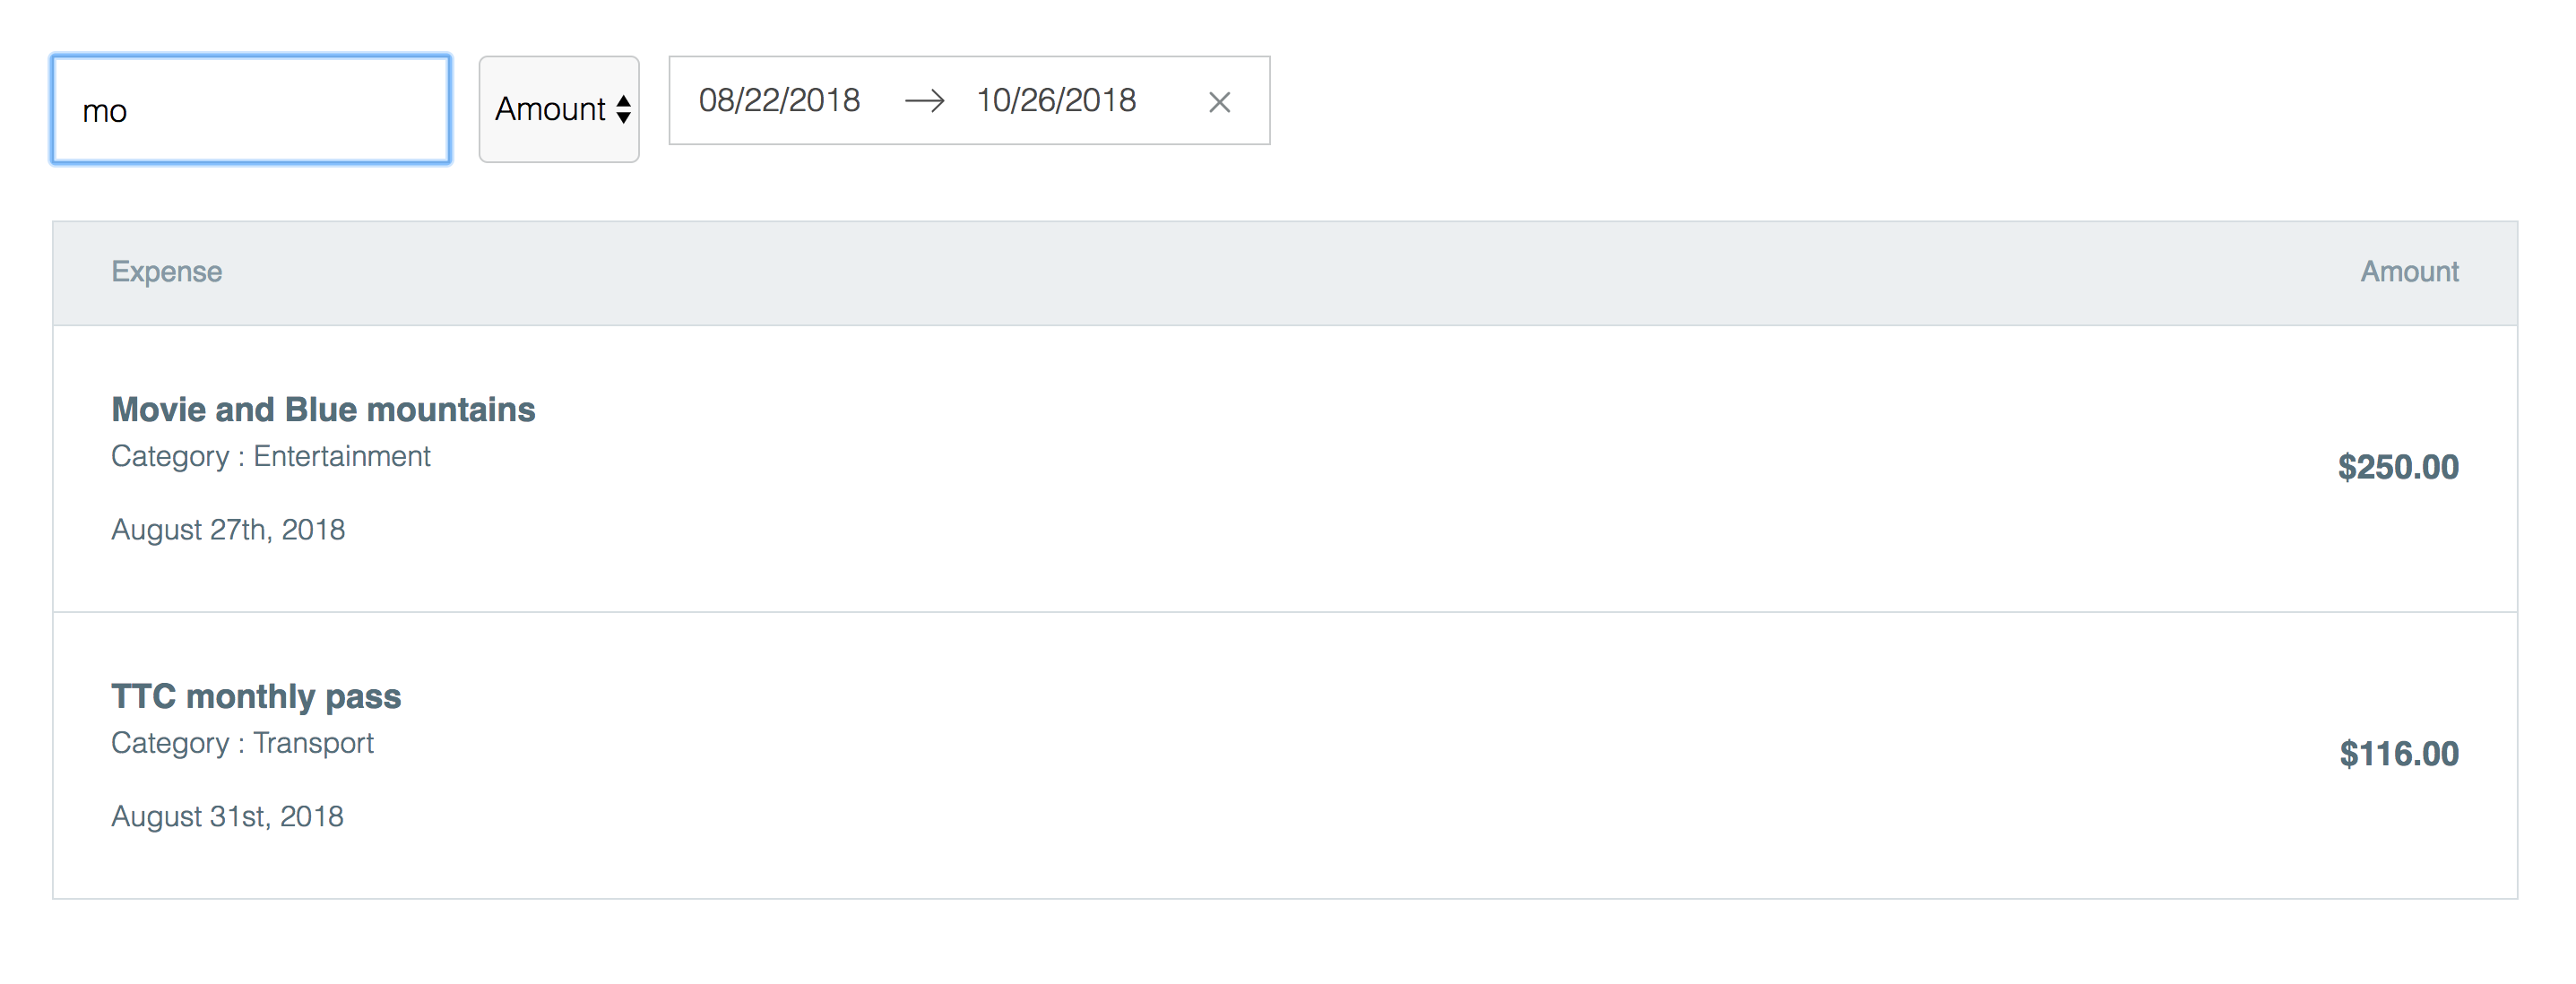 mo
Amount
08/22/2018 → 10/26/2018 ×
Expense Amount
Movie and Blue mountains
Category : Entertainment
$250.00
August 27th, 2018
TTC monthly pass
Category : Transport
$116.00
August 31st, 2018